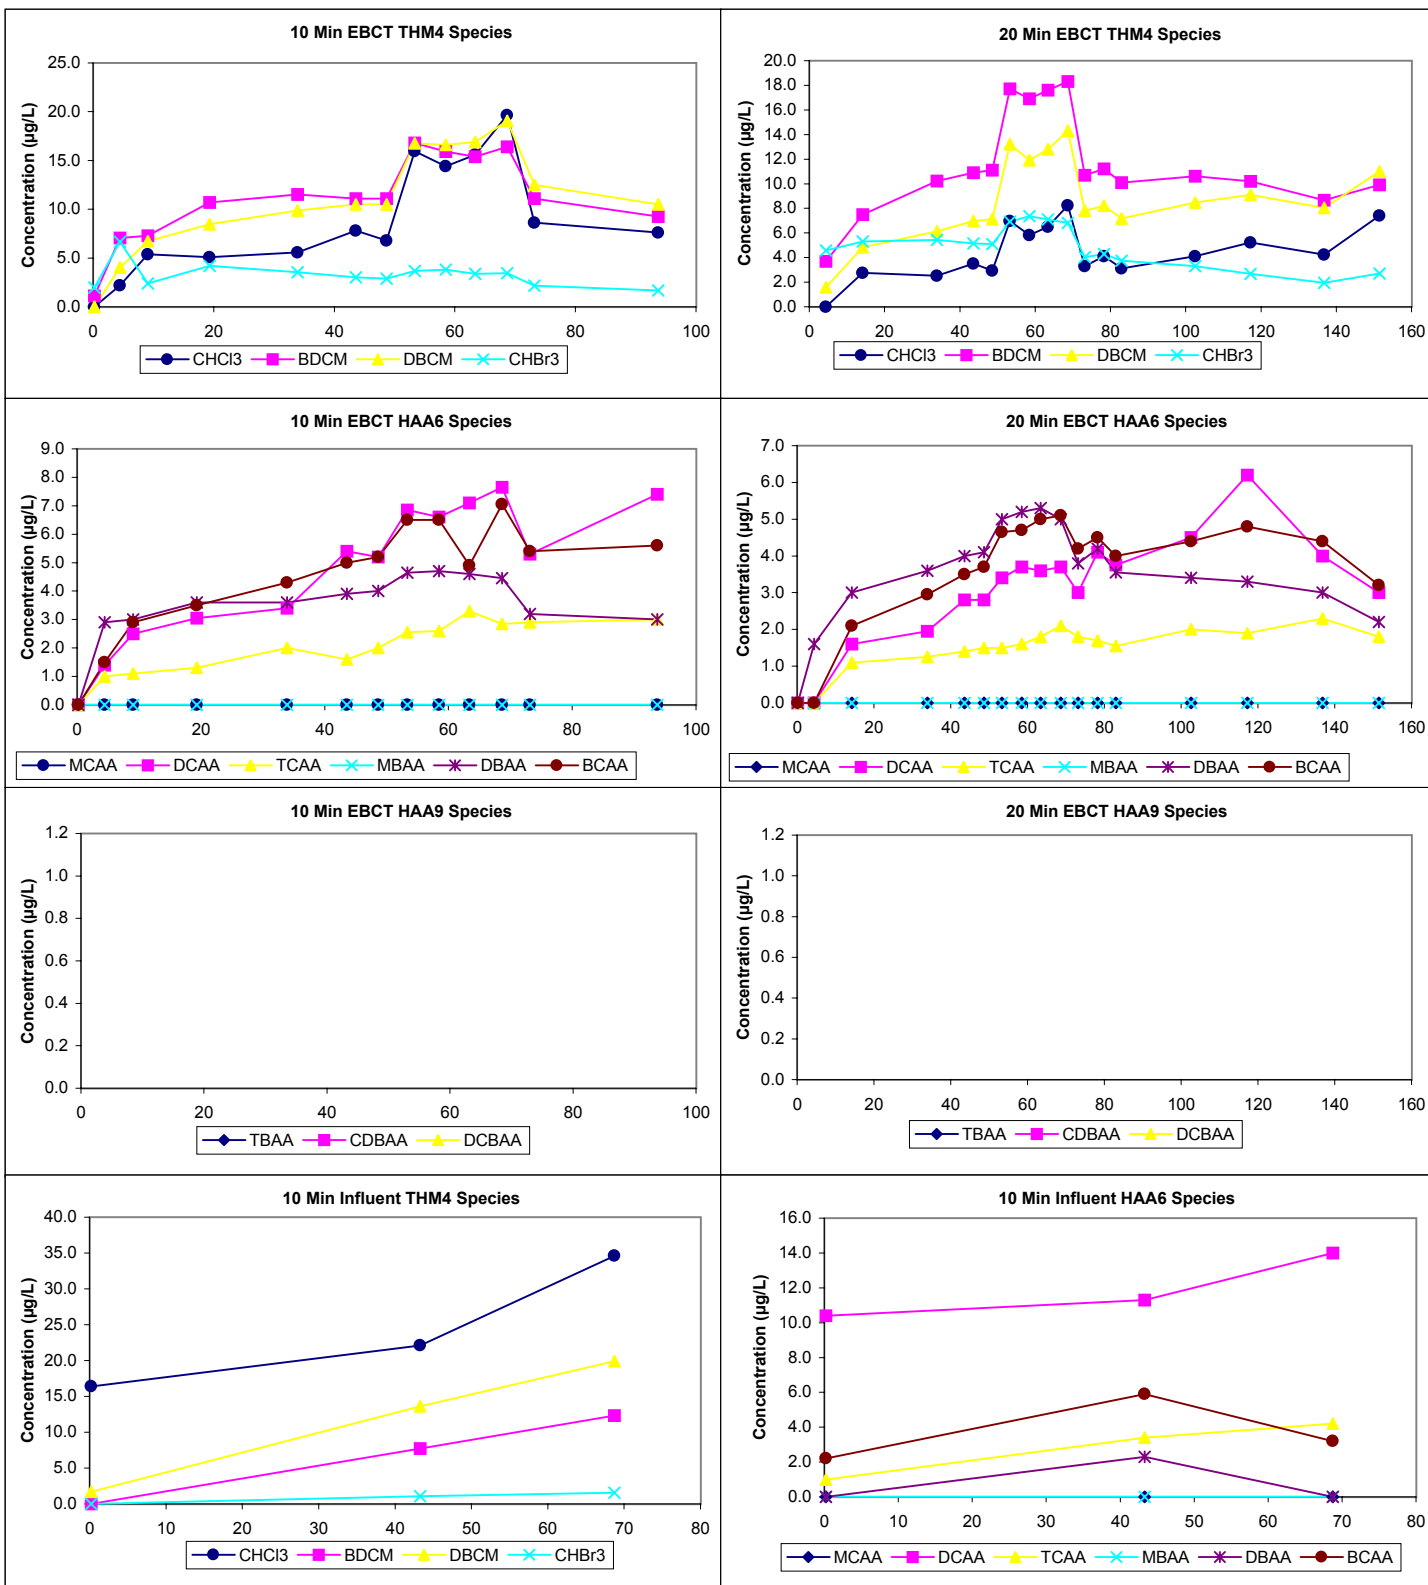 10 Min EBCT THM4 Species
Concentration (µg/L)
25.0
20.0
15.0
10.0
5.0
0.0
0 20 40 60 80 100
CHCl3 BDCM DBCM CHBr3
20 Min EBCT THM4 Species
Concentration (µg/L)
20.0
18.0
16.0
14.0
12.0
10.0
8.0
6.0
4.0
2.0
0.0
0 20 40 60 80 100 120 140 160
CHCl3 BDCM DBCM CHBr3
10 Min EBCT HAA6 Species
Concentration (µg/L)
9.0
8.0
7.0
6.0
5.0
4.0
3.0
2.0
1.0
0.0
0 20 40 60 80 100
MCAA DCAA TCAA MBAA DBAA BCAA
20 Min EBCT HAA6 Species
Concentration (µg/L)
7.0
6.0
5.0
4.0
3.0
2.0
1.0
0.0
0 20 40 60 80 100 120 140 160
MCAA DCAA TCAA MBAA DBAA BCAA
10 Min EBCT HAA9 Species
Concentration (µg/L)
1.2
1.0
0.8
0.6
0.4
0.2
0.0
0 20 40 60 80 100
TBAA CDBAA DCBAA
20 Min EBCT HAA9 Species
Concentration (µg/L)
1.2
1.0
0.8
0.6
0.4
0.2
0.0
0 20 40 60 80 100 120 140 160
TBAA CDBAA DCBAA
10 Min Influent THM4 Species
Concentration (µg/L)
40.0
35.0
30.0
25.0
20.0
15.0
10.0
5.0
0.0
0 10 20 30 40 50 60 70 80
CHCl3 BDCM DBCM CHBr3
10 Min Influent HAA6 Species
Concentration (µg/L)
16.0
14.0
12.0
10.0
8.0
6.0
4.0
2.0
0.0
0 10 20 30 40 50 60 70 80
MCAA DCAA TCAA MBAA DBAA BCAA